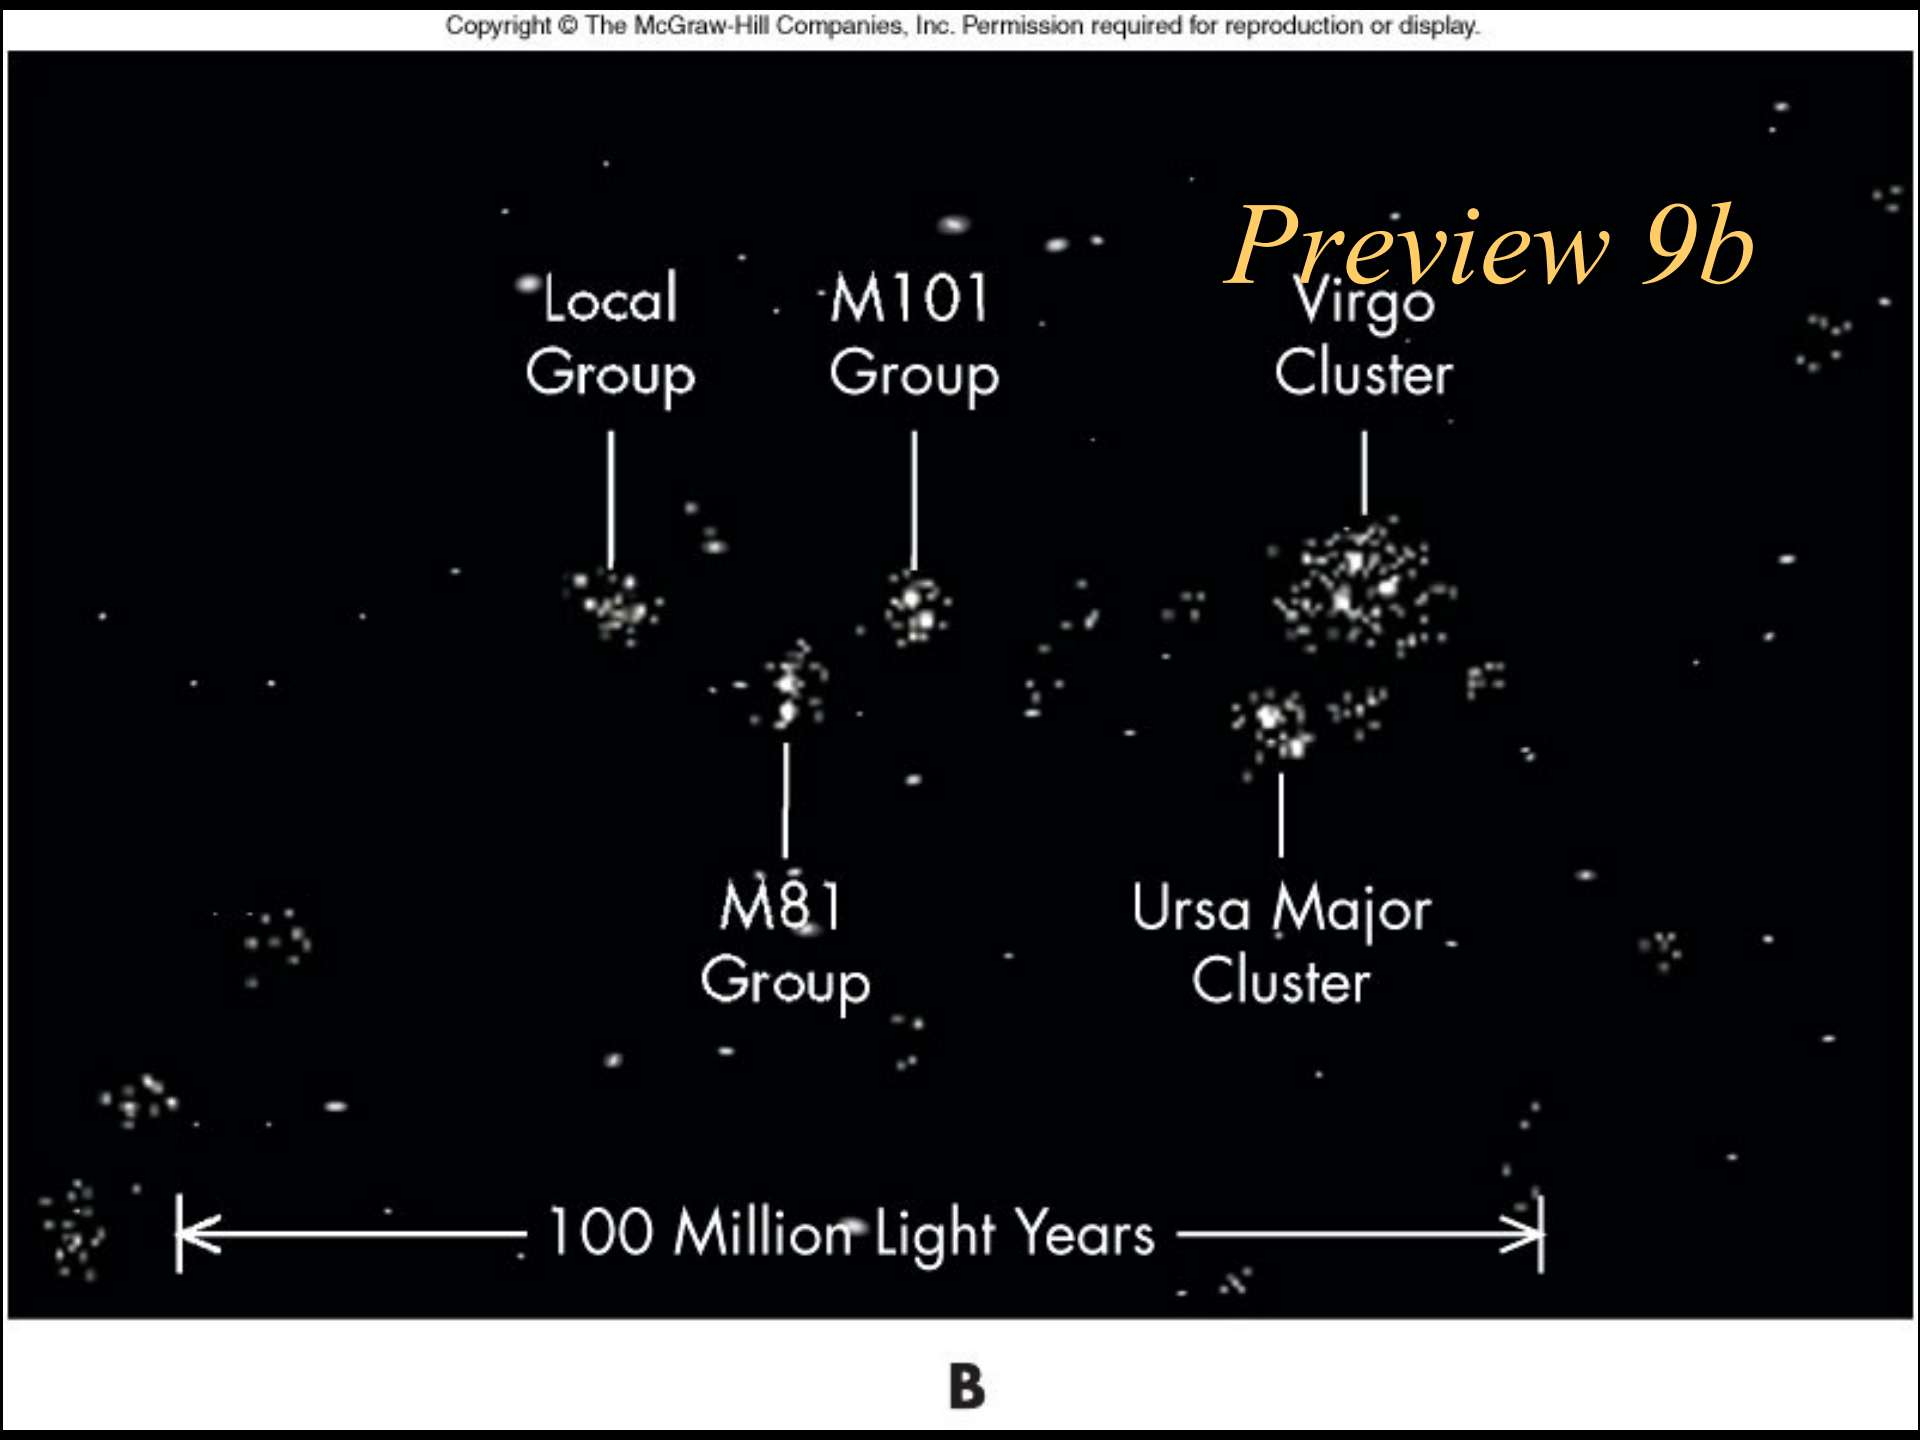 Copyright © The McGraw-Hill Companies, Inc. Permission required for reproduction or display.
Preview 9b
Local
Group
M101
Group
Virgo
Cluster
M81
Group
Ursa Major
Cluster
100 Million Light Years
B